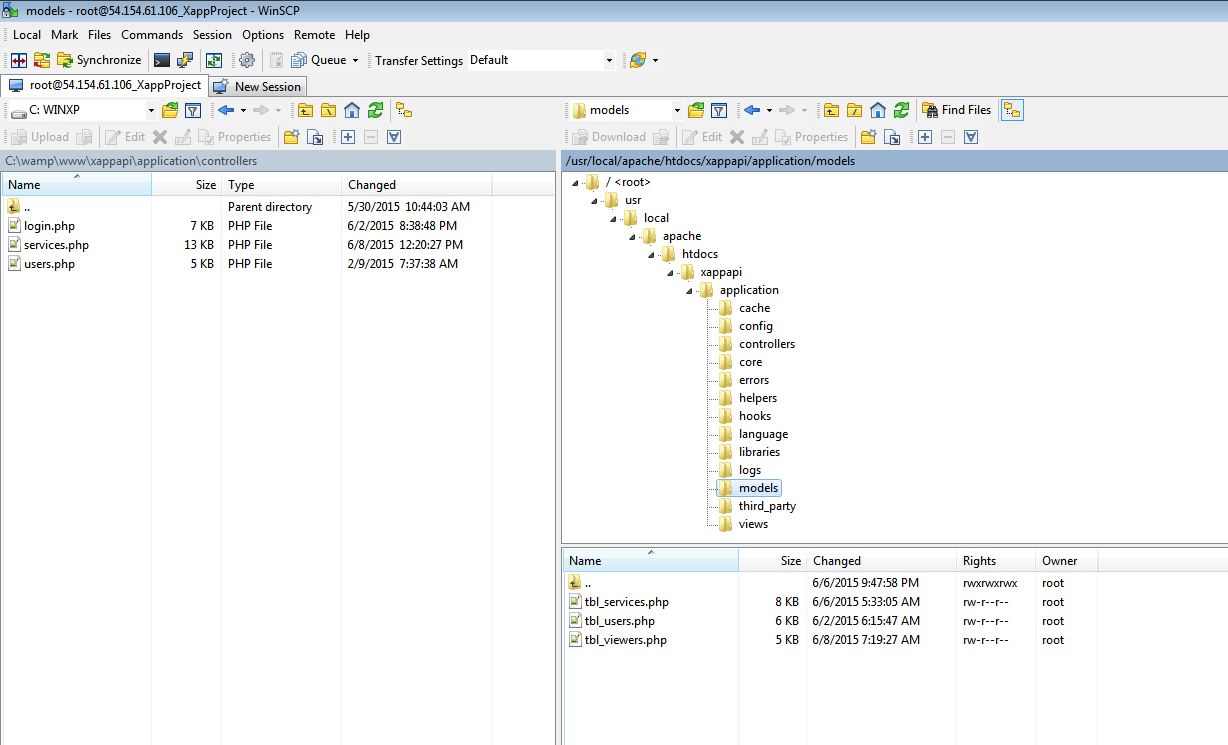 models - root@54.154.61.106_XappProject - WinSCP
Local Mark Files Commands Session Options Remote Help
Synchronize Queue Transfer Settings Default
root@54.154.61.106_XappProject New Session
C: WINXP
Upload Edit Properties
C:\wamp\www\xappapi\application\controllers
Name Size Type Changed
.. Parent directory 5/30/2015 10:44:03 AM
login.php 7 KB PHP File 6/2/2015 8:38:48 PM
services.php 13 KB PHP File 6/8/2015 12:20:27 PM
users.php 5 KB PHP File 2/9/2015 7:37:38 AM
models Find Files
Download Edit Properties
/usr/local/apache/htdocs/xappapi/application/models
/ <root>
usr
local
apache
htdocs
xappapi
application
cache
config
controllers
core
errors
helpers
hooks
language
libraries
logs
models
third_party
views
Name Size Changed Rights Owner
.. 6/6/2015 9:47:58 PM rwxrwxrwx root
tbl_services.php 8 KB 6/6/2015 5:33:05 AM rw-r--r-- root
tbl_users.php 6 KB 6/2/2015 6:15:47 AM rw-r--r-- root
tbl_viewers.php 5 KB 6/8/2015 7:19:27 AM rw-r--r-- root